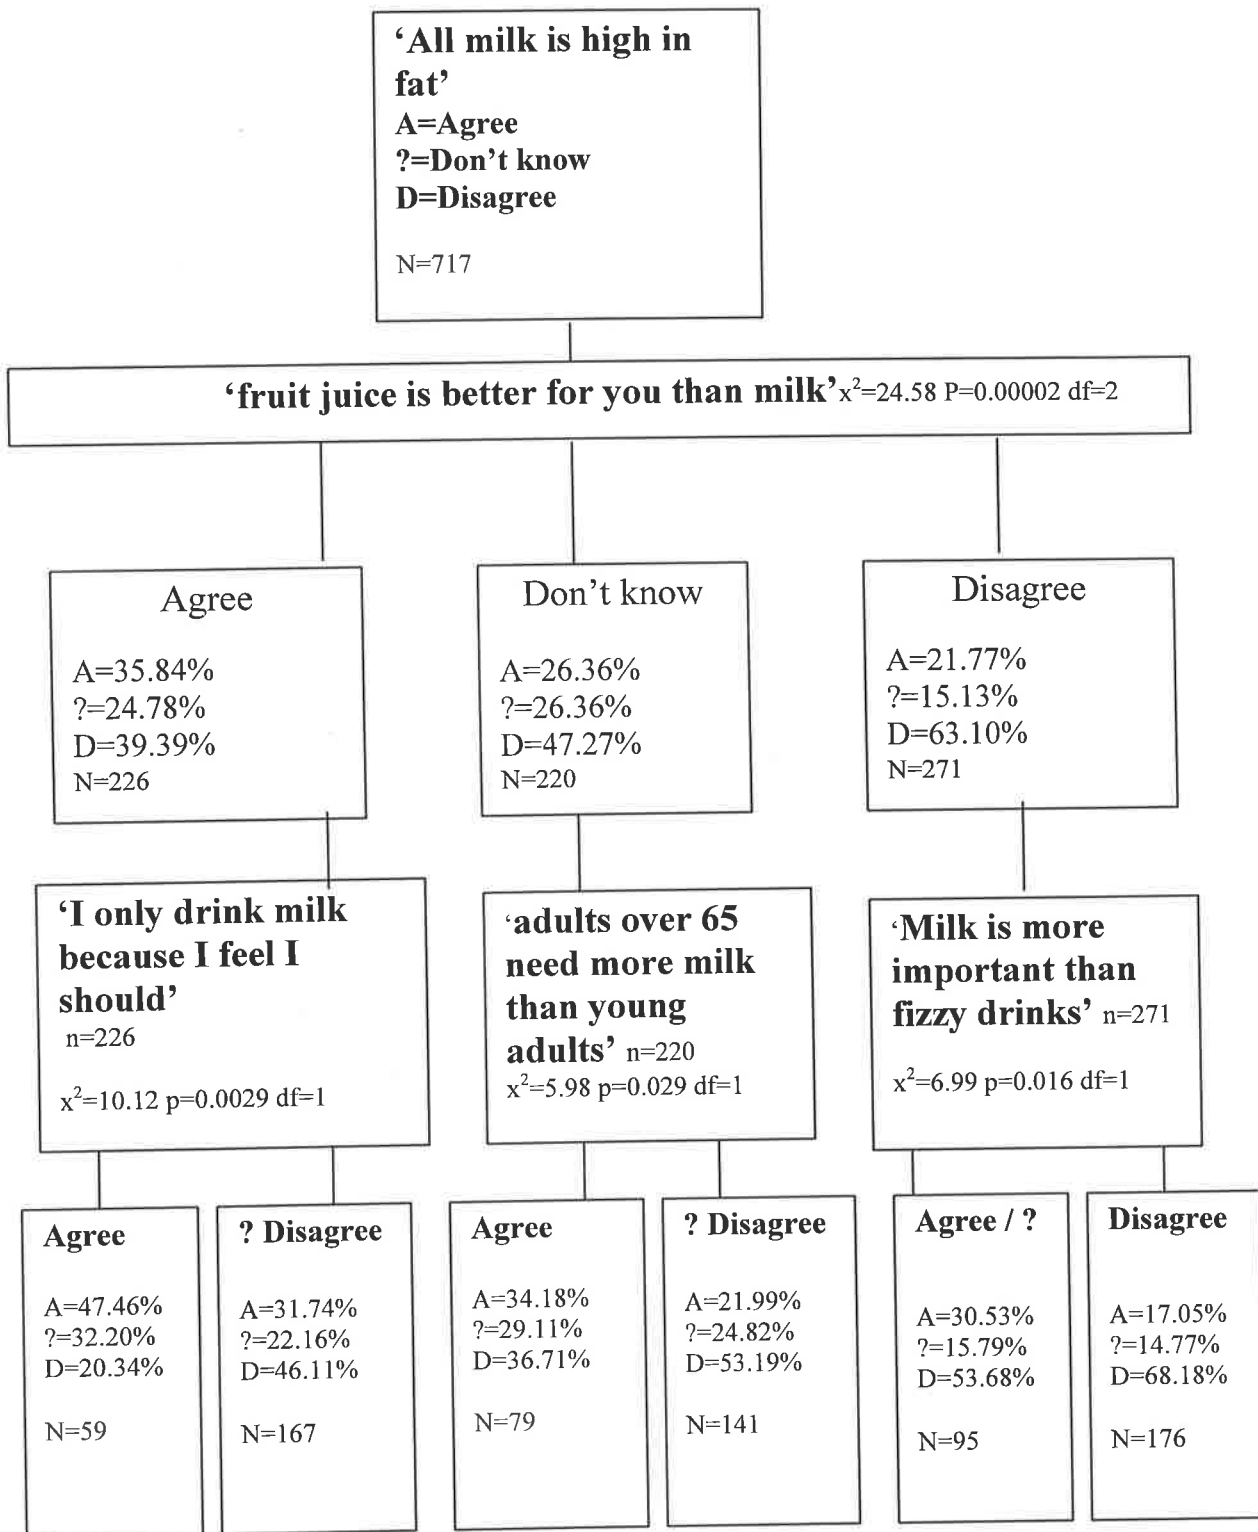 ‘All milk is high in
fat’
A=Agree
?=Don’t know
D=Disagree
N=717
‘fruit juice is better for you than milk’x²=24.58 P=0.00002 df=2
Agree
A=35.84%
?=24.78%
D=39.39%
N=226
Don’t know
A=26.36%
?=26.36%
D=47.27%
N=220
Disagree
A=21.77%
?=15.13%
D=63.10%
N=271
‘I only drink milk
because I feel I
should’
n=226
x²=10.12 p=0.0029 df=1
‘adults over 65
need more milk
than young
adults’ n=220
x²=5.98 p=0.029 df=1
‘Milk is more
important than
fizzy drinks’ n=271
x²=6.99 p=0.016 df=1
Agree
A=47.46%
?=32.20%
D=20.34%
N=59
? Disagree
A=31.74%
?=22.16%
D=46.11%
N=167
Agree
A=34.18%
?=29.11%
D=36.71%
N=79
? Disagree
A=21.99%
?=24.82%
D=53.19%
N=141
Agree / ?
A=30.53%
?=15.79%
D=53.68%
N=95
Disagree
A=17.05%
?=14.77%
D=68.18%
N=176